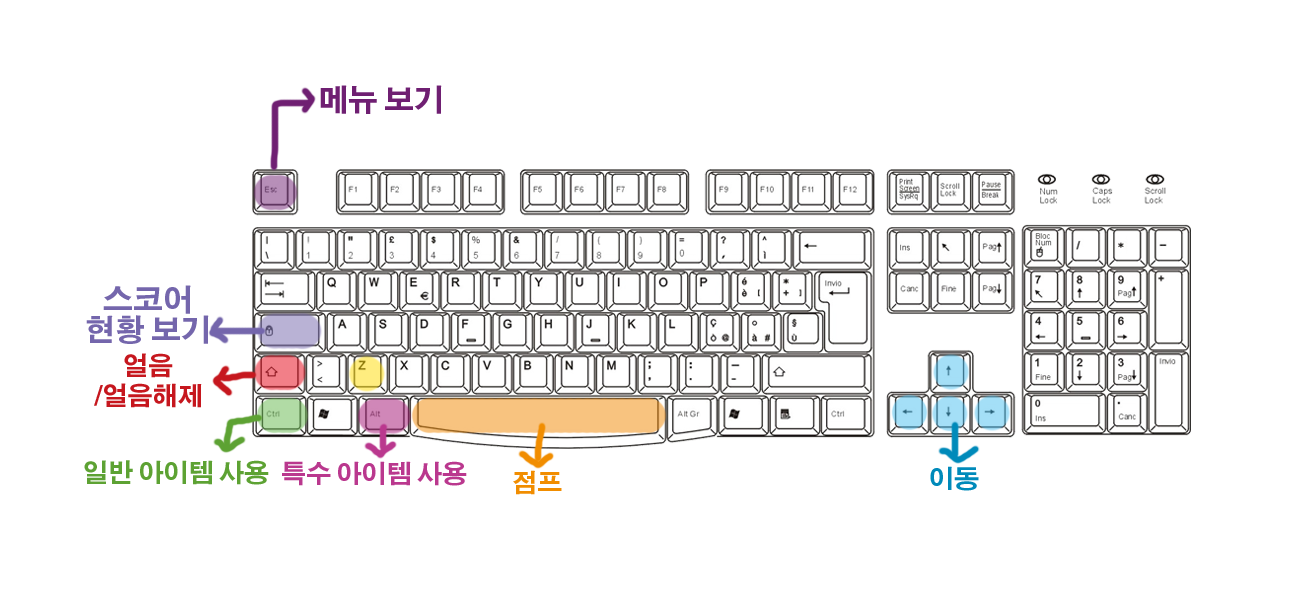 메뉴 보기
Esc F1 F2 F3 F4 F5 F6 F7 F8 F9 F10 F11 F12 Print Screen SysRq Scroll Lock Pause Break
Num Lock Caps Lock Scroll Lock
| \ ! 1 " 2 £ 3 $ 4 % 5 & 6 / 7 ( 8 ) 9 = 0 ? ' ^ ì ← Ins ↖ Pag↑ Bloc Num / * −
Q W E € R T Y U I O P é è [ * + ] Invio Canc Fine Pag↓ 7 ↖ 8 ↑ 9 Pag↑ +
스코어
현황 보기
A S D F G H J K L ç ò @ ° à # § ù 4 ← 5 6 →
얼음
/얼음해제
> < Z X C V B N M ; , : . _ - ↑ 1 Fine 2 ↓ 3 Pag↓ Invio
Ctrl Alt Alt Gr Ctrl ← ↓ → 0 Ins . Canc
일반 아이템 사용 특수 아이템 사용 점프 이동